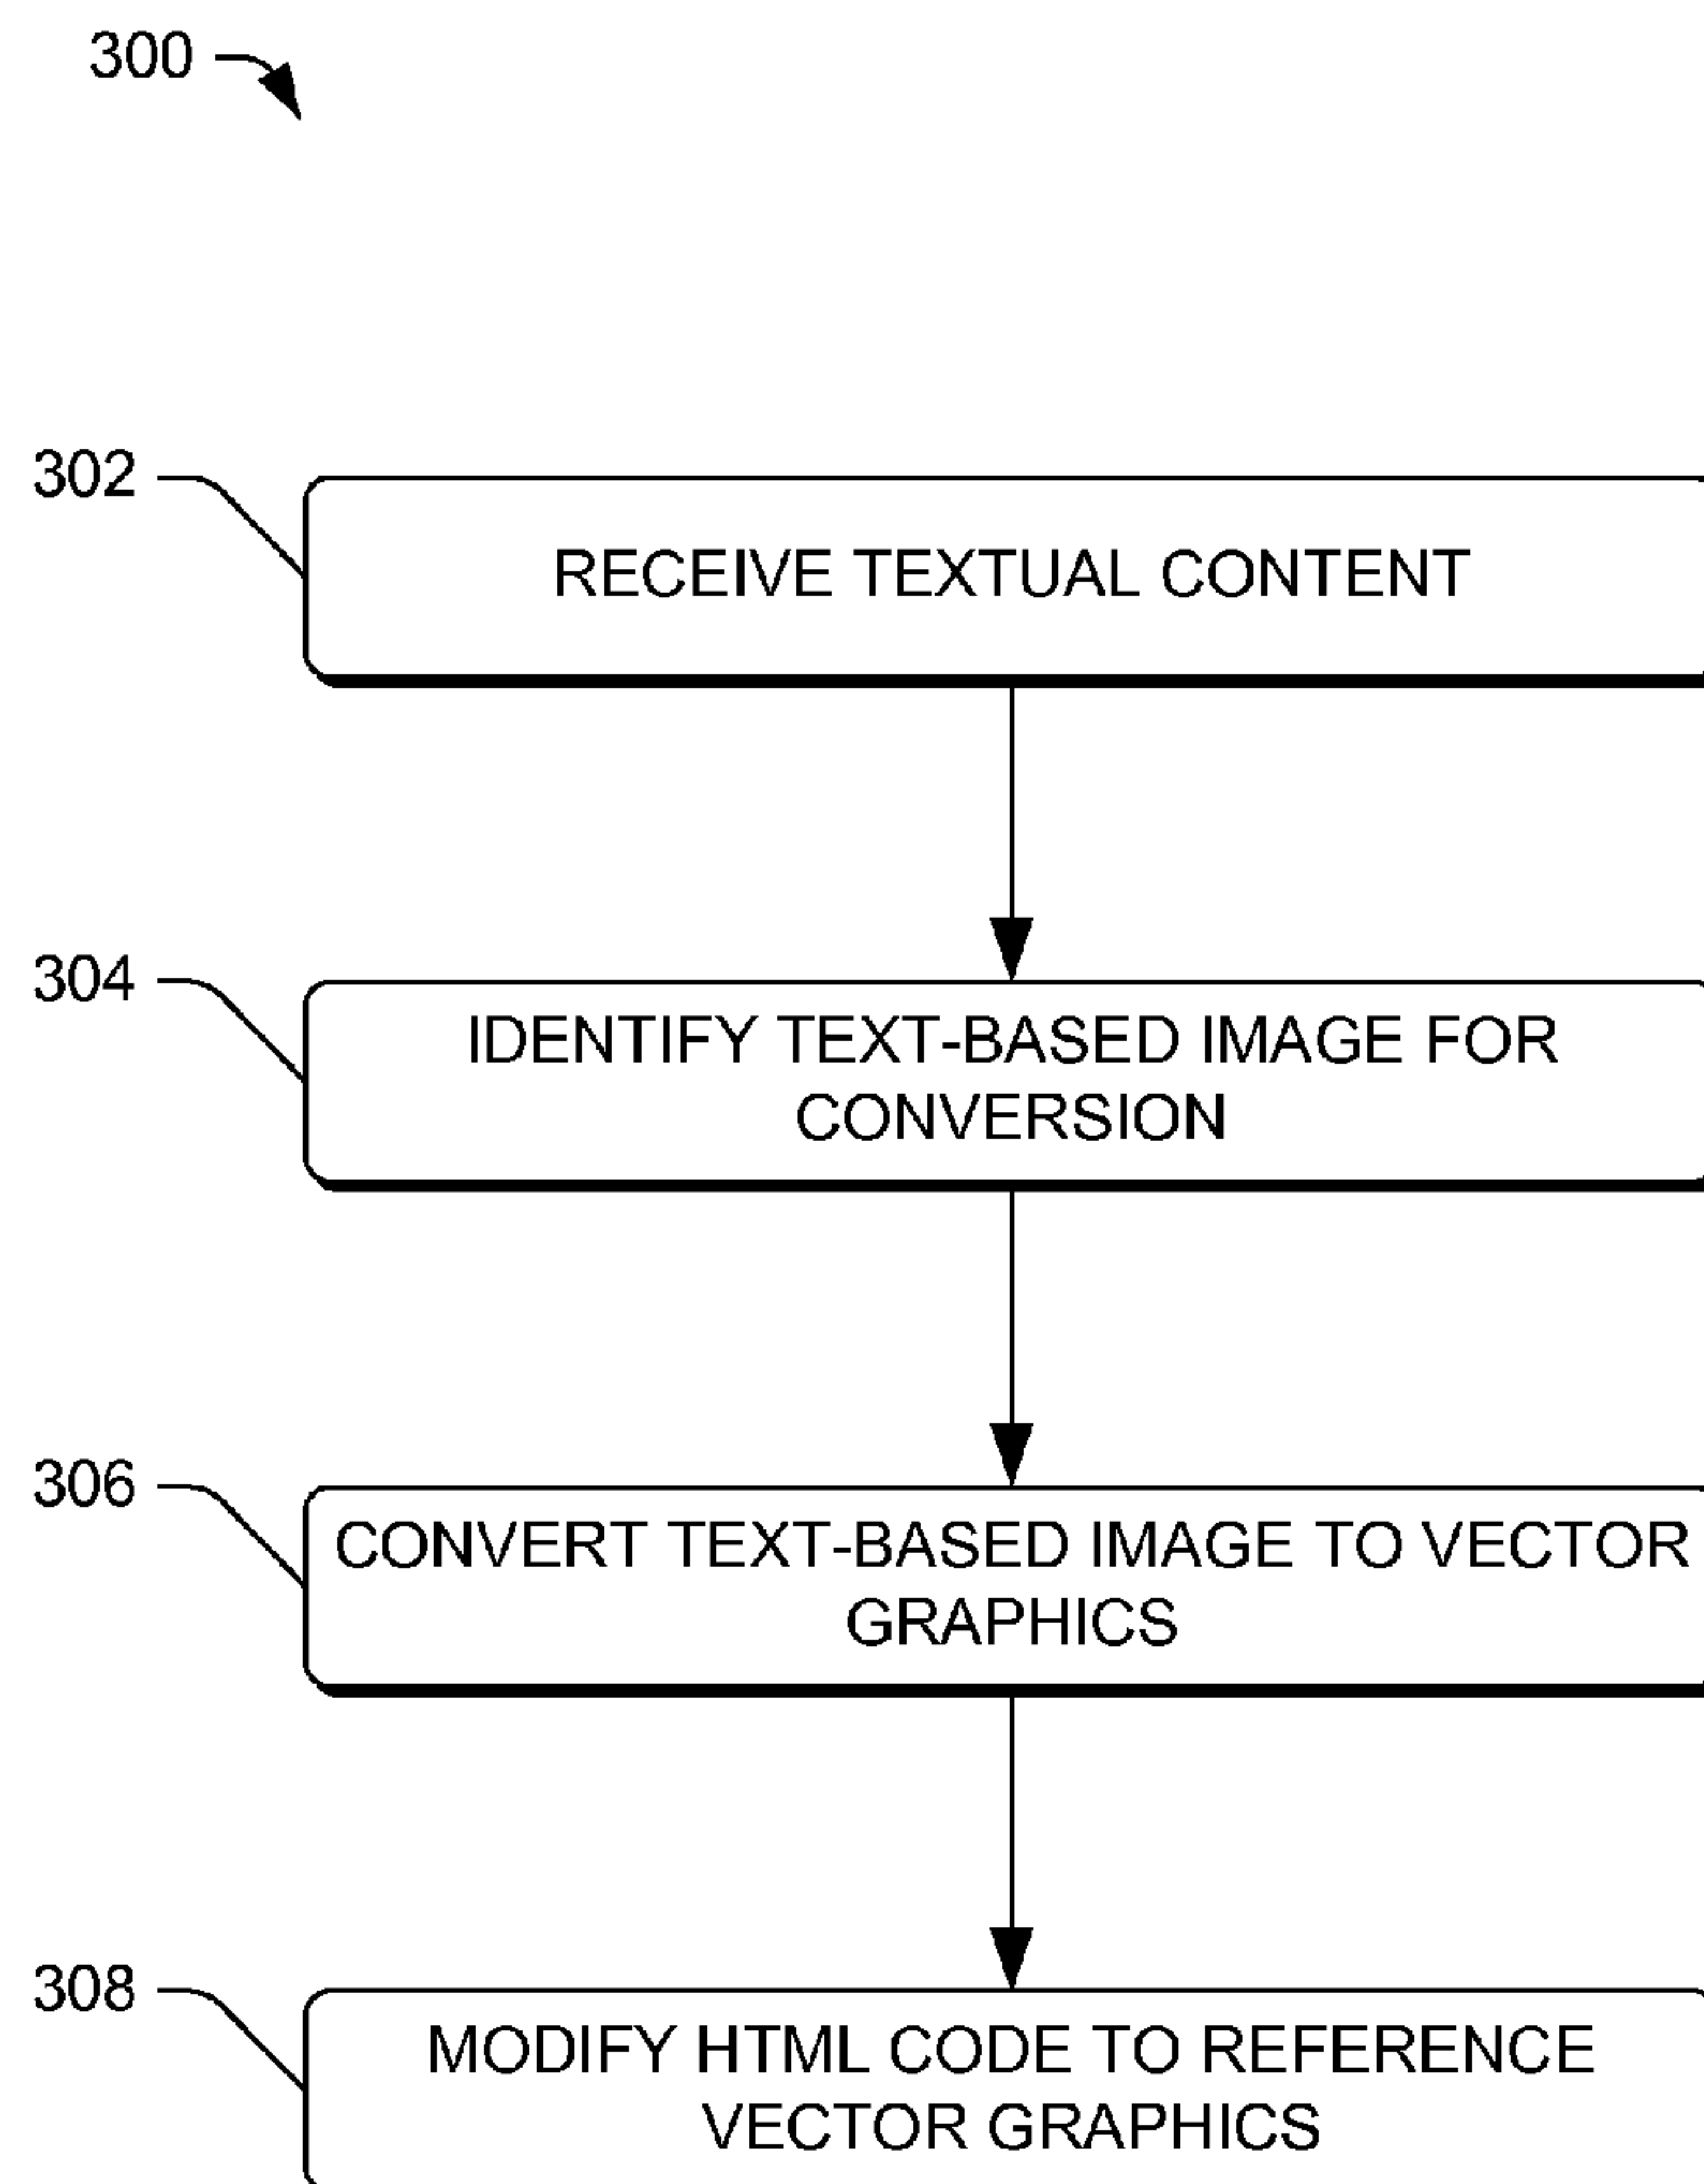 300
302
RECEIVE TEXTUAL CONTENT
304
IDENTIFY TEXT-BASED IMAGE FOR
CONVERSION
306
CONVERT TEXT-BASED IMAGE TO VECTOR
GRAPHICS
308
MODIFY HTML CODE TO REFERENCE
VECTOR GRAPHICS